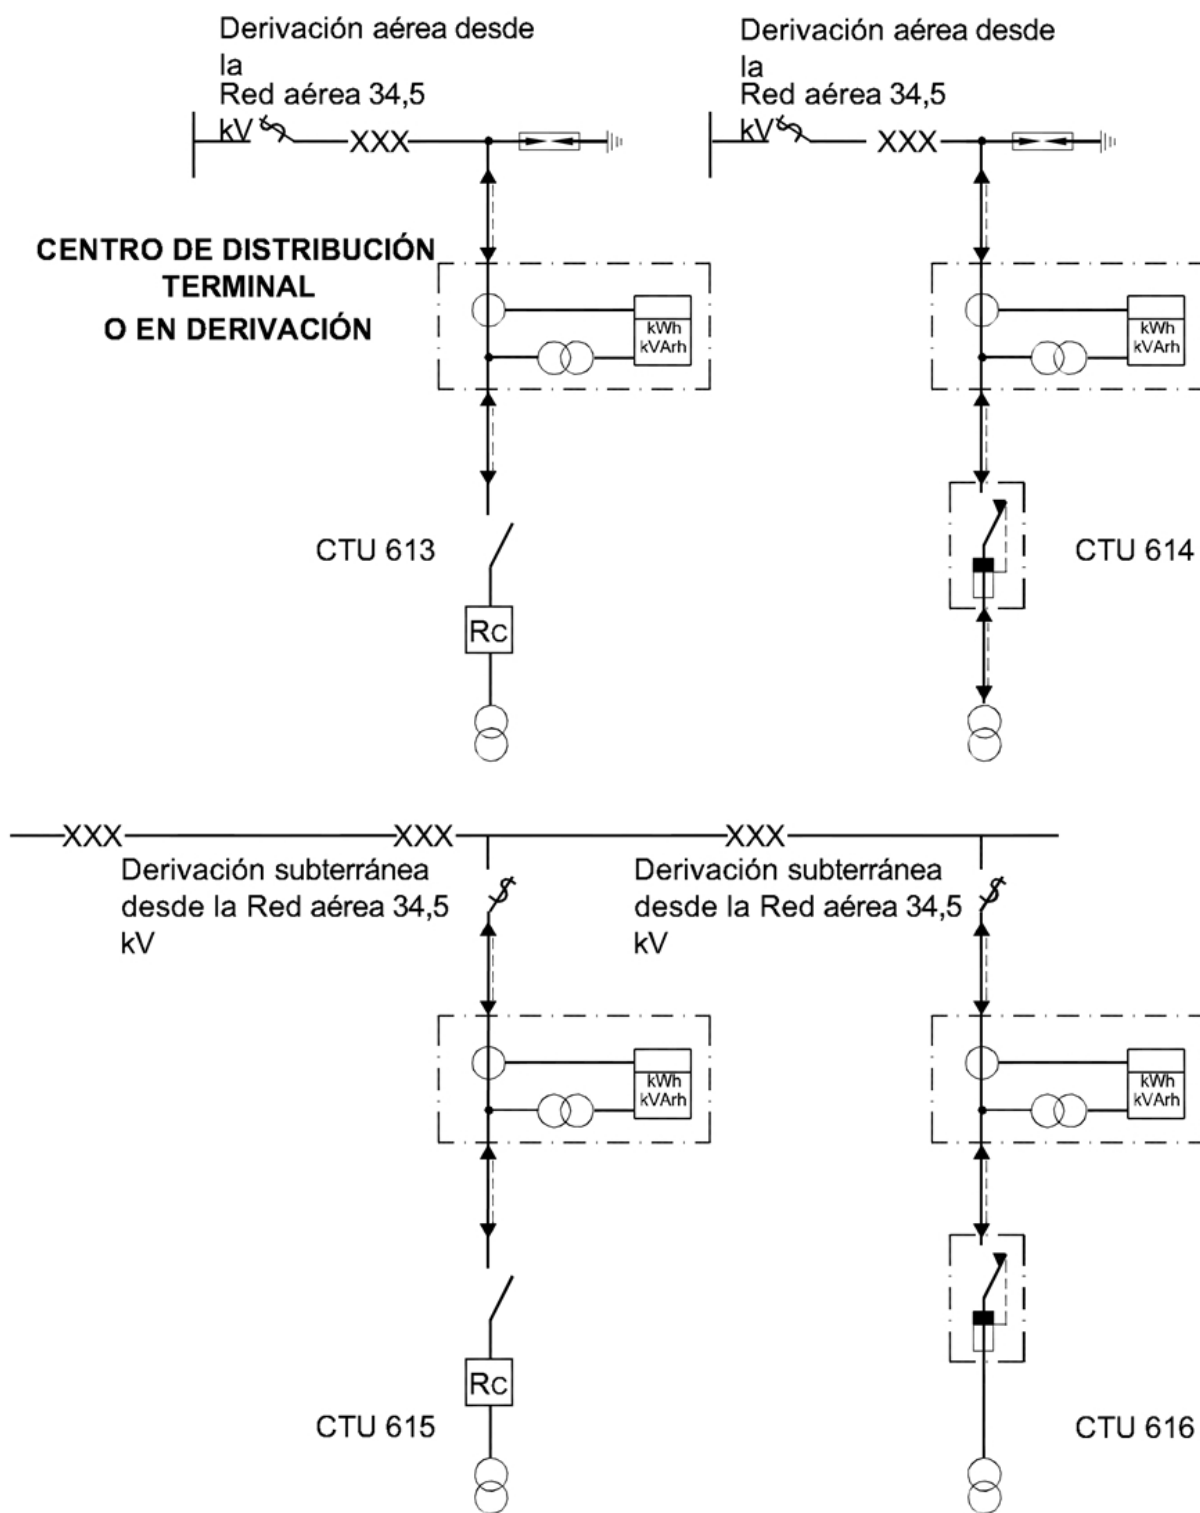 Derivación aérea desde
la
Red aérea 34,5
kV
XXX
Derivación aérea desde
la
Red aérea 34,5
kV
XXX
CENTRO DE DISTRIBUCIÓN
TERMINAL
O EN DERIVACIÓN
kWh
kVArh
kWh
kVArh
CTU 613
RC
CTU 614
XXX
XXX
XXX
Derivación subterránea
desde la Red aérea 34,5
kV
Derivación subterránea
desde la Red aérea 34,5
kV
kWh
kVArh
kWh
kVArh
RC
CTU 615
CTU 616